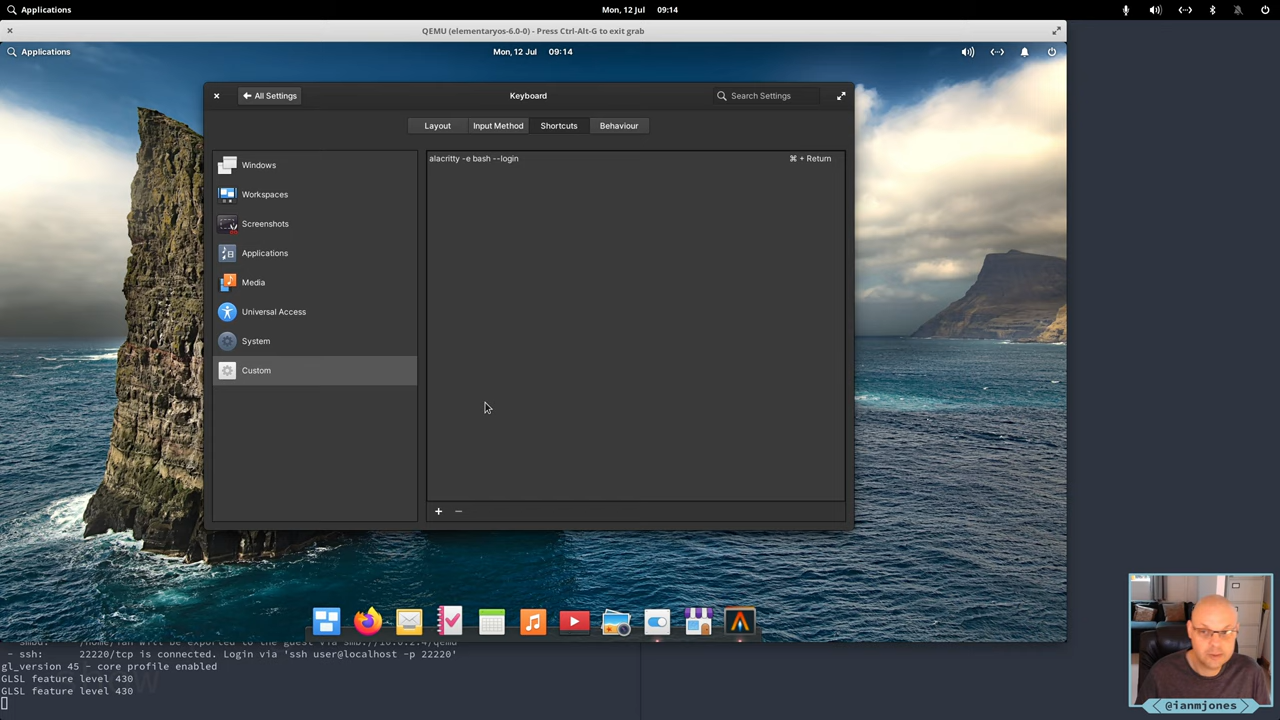 Applications
Mon, 12 Jul 09:14
QEMU (elementaryos-6.0-0) - Press Ctrl-Alt-G to exit grab
Applications
Mon, 12 Jul 09:14
All Settings
Keyboard
Search Settings
Layout
Input Method
Shortcuts
Behaviour
Windows
Workspaces
Screenshots
Applications
Media
Universal Access
System
Custom
alacritty -e bash --login
⌘ + Return
- ssh: 22220/tcp is connected. Login via 'ssh user@localhost -p 22220'
gl_version 45 - core profile enabled
GLSL feature level 430
GLSL feature level 430
@ianmjones